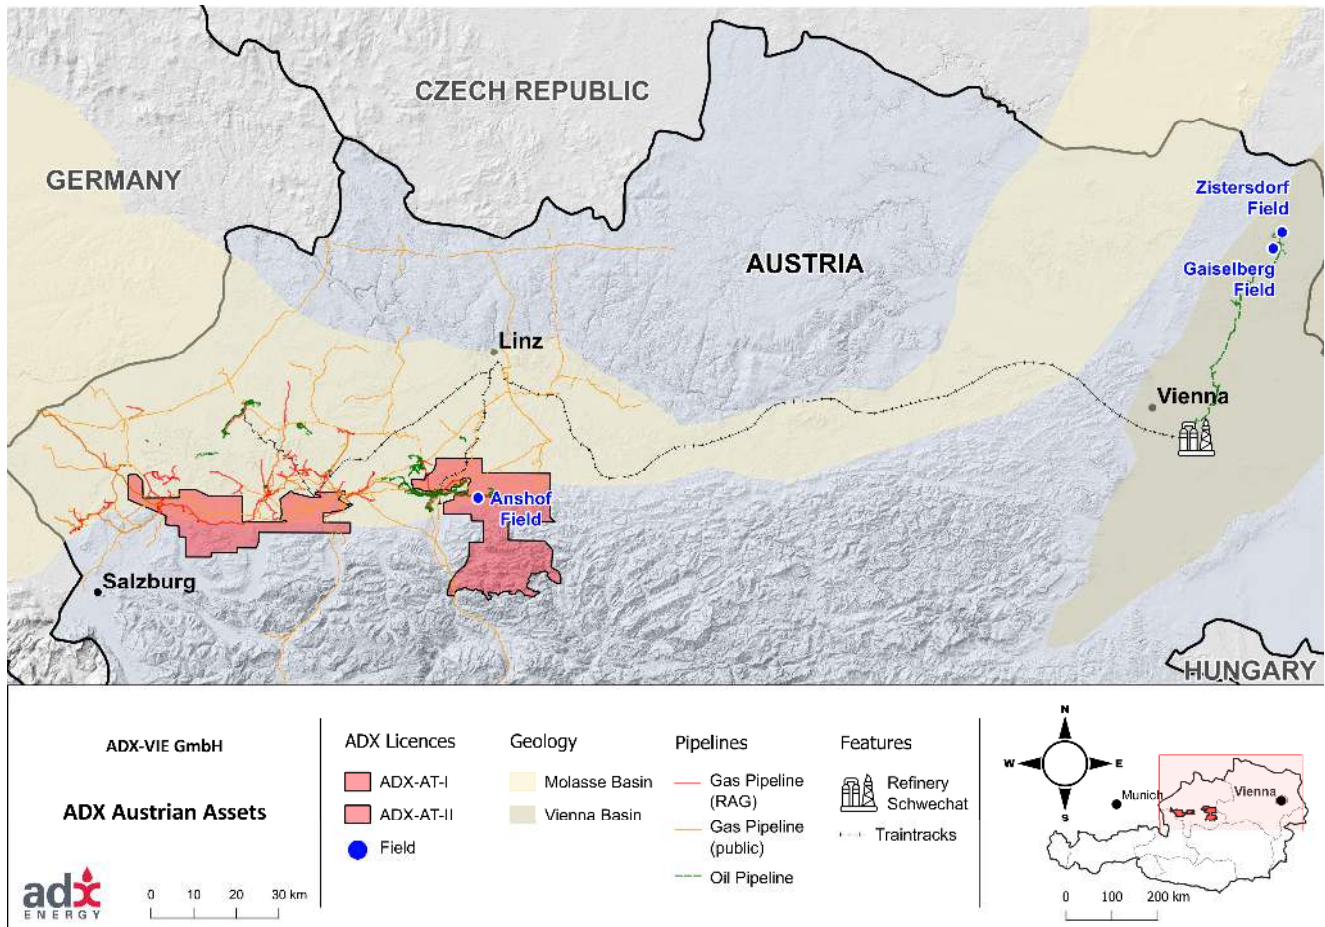 CZECH REPUBLIC
GERMANY
Zistersdorf
Field
AUSTRIA
Gaiselberg
Field
Linz
Vienna
Anshof
Field
Salzburg
HUNGARY
ADX-VIE GmbH
ADX Austrian Assets
adx
ENERGY
0 10 20 30 km
ADX Licences
ADX-AT-I
ADX-AT-II
Field
Geology
Molasse Basin
Vienna Basin
Pipelines
Gas Pipeline
(RAG)
Gas Pipeline
(public)
Oil Pipeline
Features
Refinery
Schwechat
Traintracks
N
W E
S
Munich
Vienna
0 100 200 km